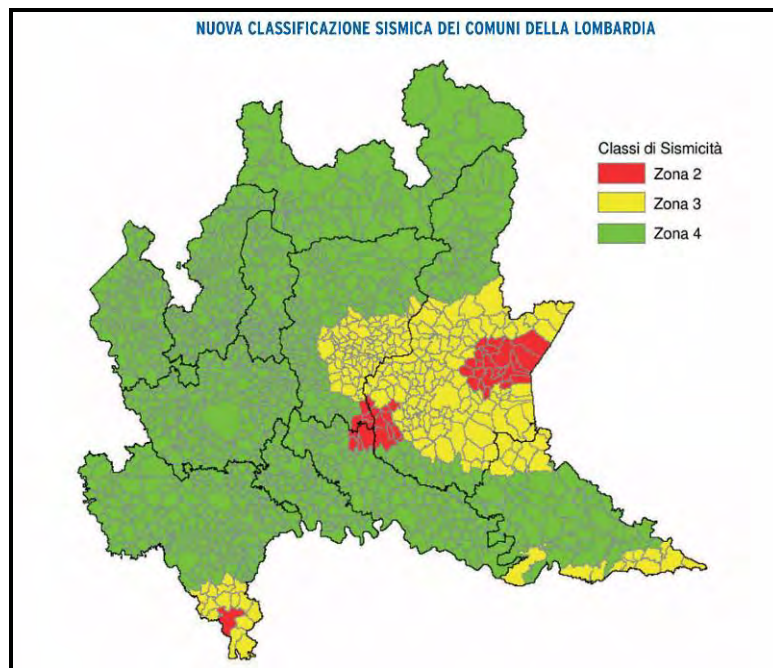 NUOVA CLASSIFICAZIONE SISMICA DEI COMUNI DELLA LOMBARDIA
Classi di Sismicità
Zona 2
Zona 3
Zona 4